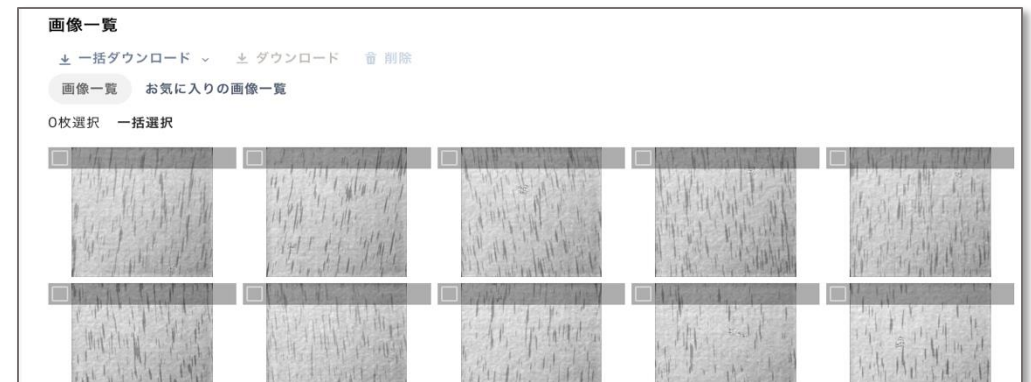 画像一覧
一括ダウンロード ダウンロード 削除
画像一覧 お気に入りの画像一覧
0枚選択 一括選択